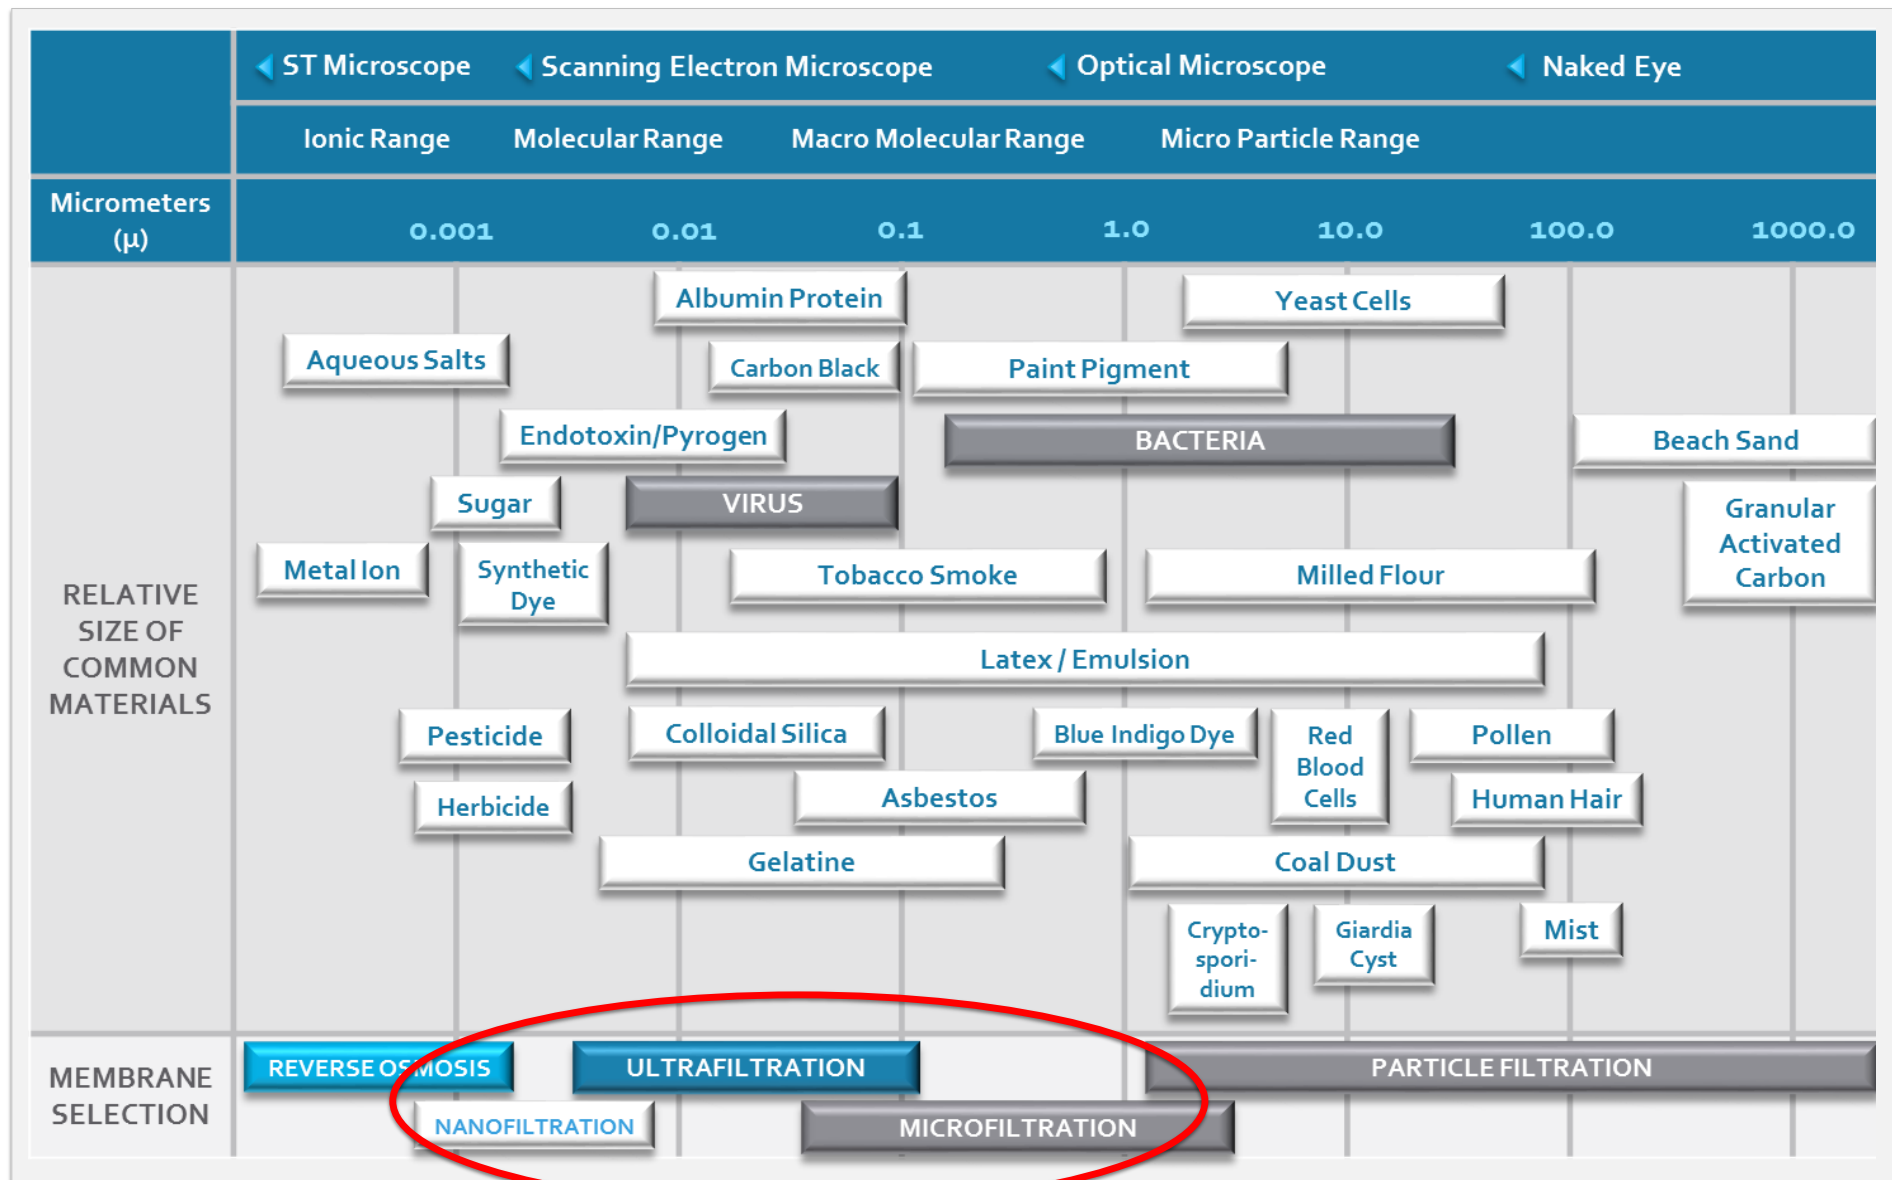 ST Microscope
Scanning Electron Microscope
Optical Microscope
Naked Eye
Ionic Range
Molecular Range
Macro Molecular Range
Micro Particle Range
Micrometers
(μ)
0.001
0.01
0.1
1.0
10.0
100.0
1000.0
RELATIVE
SIZE OF
COMMON
MATERIALS
Albumin Protein
Yeast Cells
Aqueous Salts
Carbon Black
Paint Pigment
Endotoxin/Pyrogen
BACTERIA
Beach Sand
Sugar
VIRUS
Granular
Activated
Carbon
Metal Ion
Synthetic
Dye
Tobacco Smoke
Milled Flour
Latex / Emulsion
Pesticide
Colloidal Silica
Blue Indigo Dye
Red
Blood
Cells
Pollen
Herbicide
Asbestos
Human Hair
Gelatine
Coal Dust
Crypto-
spori-
dium
Giardia
Cyst
Mist
MEMBRANE
SELECTION
REVERSE OSMOSIS
ULTRAFILTRATION
PARTICLE FILTRATION
NANOFILTRATION
MICROFILTRATION